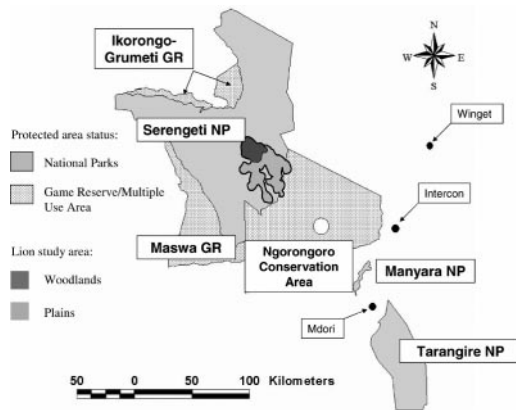 Ikorongo-
Grumeti GR
N
W
E
S
Winget
Protected area status:
Serengeti NP
National Parks
Game Reserve/Multiple
Use Area
Intercon
Lion study area:
Maswa GR
Ngorongoro
Conservation
Area
Manyara NP
Woodlands
Plains
Mdori
Tarangire NP
50 0 50 100 Kilometers